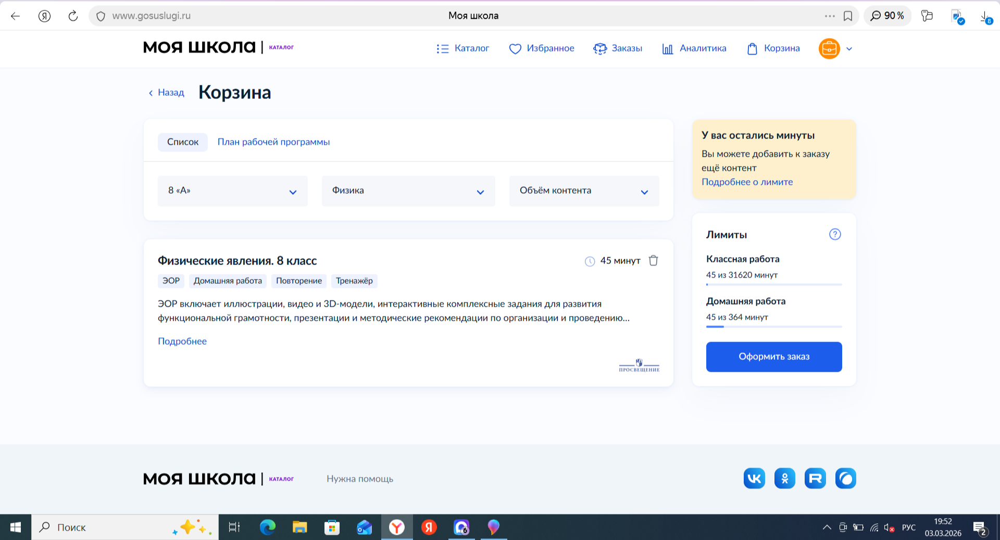 www.gosuslugi.ru
Моя школа
90 %
8
МОЯ ШКОЛА | КАТАЛОГ
Каталог
Избранное
Заказы
Аналитика
Корзина
Назад
Корзина
Список
План рабочей программы
8 «А»
Физика
Объём контента
У вас остались минуты
Вы можете добавить к заказу
ещё контент
Подробнее о лимите
Физические явления. 8 класс
45 минут
ЭОР
Домашняя работа
Повторение
Тренажёр
ЭОР включает иллюстрации, видео и 3D-модели, интерактивные комплексные задания для развития
функциональной грамотности, презентации и методические рекомендации по организации и проведению...
Подробнее
ПРОСВЕЩЕНИЕ
Лимиты
?
Классная работа
45 из 31620 минут
Домашняя работа
45 из 364 минут
Оформить заказ
МОЯ ШКОЛА | КАТАЛОГ
Нужна помощь
Поиск
6
РУС
19:52
03.03.2026
2